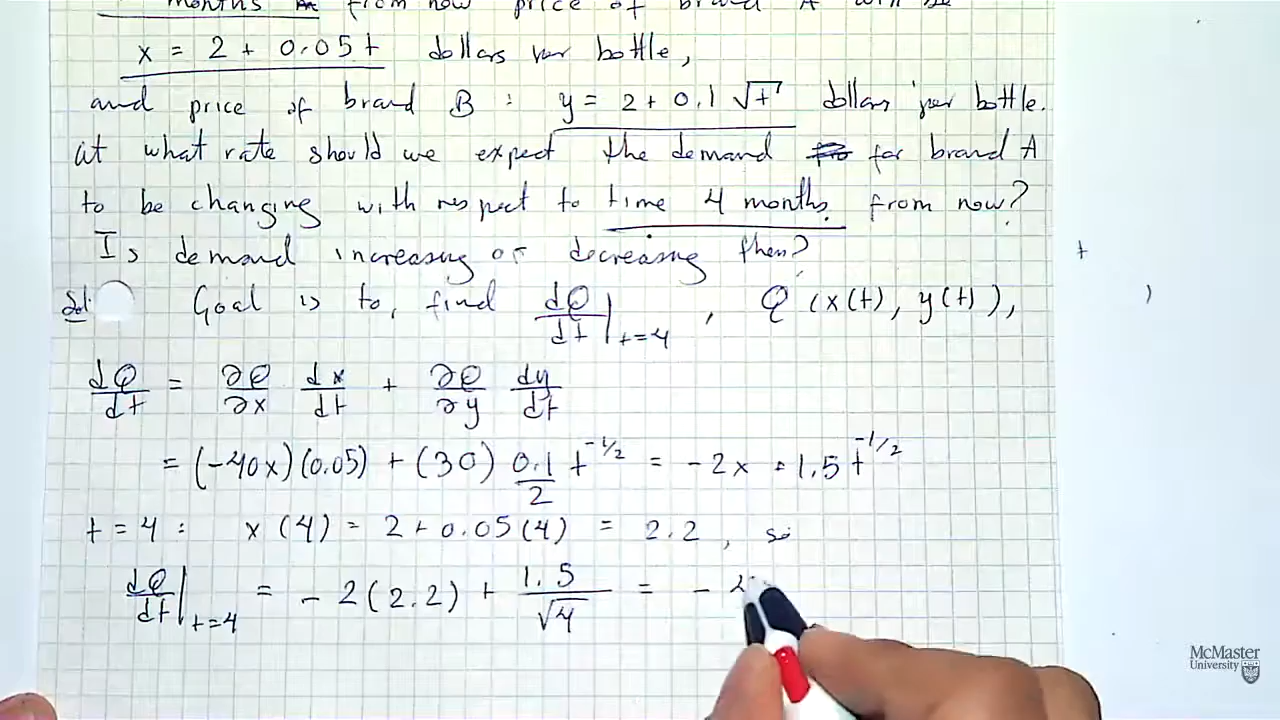 months from now price of brand A will be
x = 2 + 0.05t dollars per bottle,
and price of brand B : y = 2 + 0.1 √t dollars per bottle.
at what rate should we expect the demand for brand A
to be changing with respect to time 4 months from now?
Is demand increasing or decreasing then?
t
Sol: Goal is to, find dQ/dt |t=4 , Q (x(t), y(t)), )
dQ/dt = ∂Q/∂x dx/dt + ∂Q/∂y dy/dt
= (-40x)(0.05) + (30) 0.1/2 t^-1/2 = -2x + 1.5 t^-1/2
t = 4 : x(4) = 2 + 0.05(4) = 2.2 , so
dQ/dt |t=4 = - 2(2.2) + 1.5/√4 = -
McMaster
University